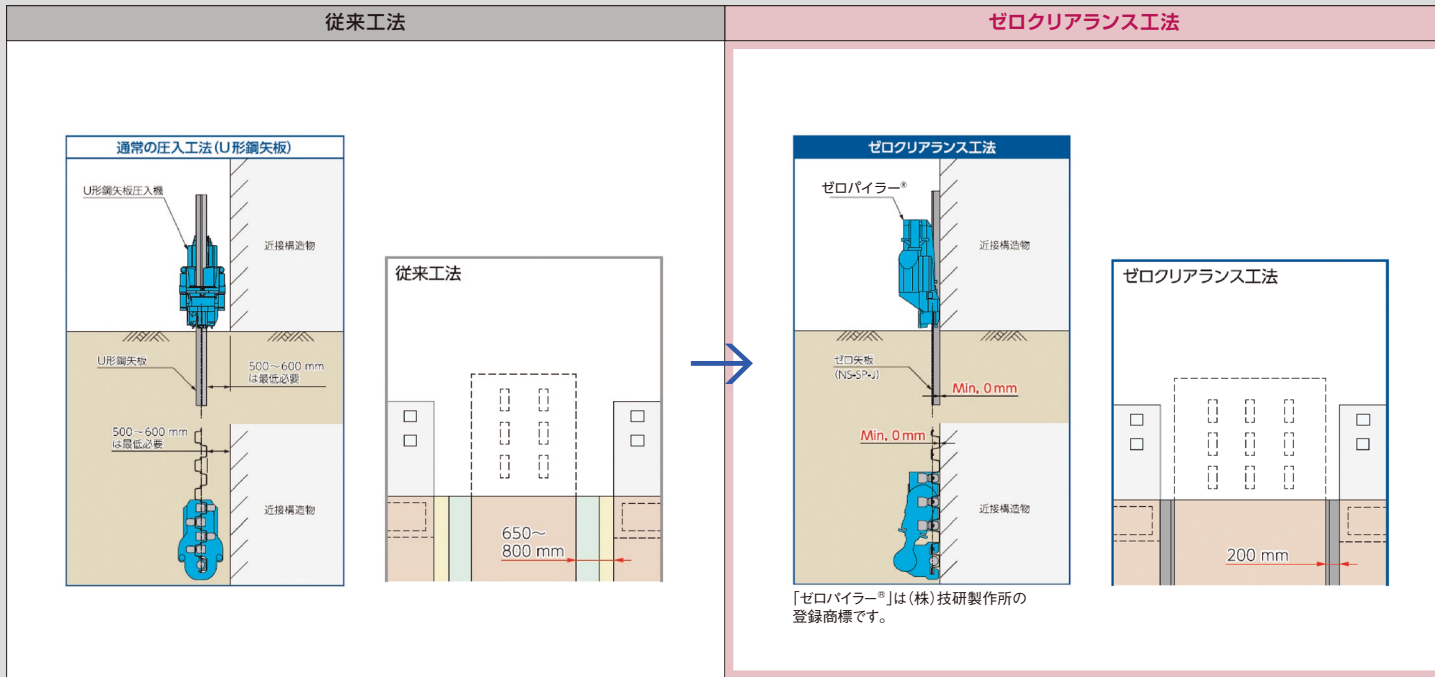 従来工法
ゼロクリアランス工法
通常の圧入工法(U形鋼矢板)
U形鋼矢板圧入機
近接構造物
U形鋼矢板
500～600 mm
は最低必要
500～600 mm
は最低必要
近接構造物
従来工法
650～
800 mm
ゼロクリアランス工法
ゼロパイラー®
近接構造物
ゼロ矢板
(NS-SP-J)
Min. 0 mm
Min. 0 mm
近接構造物
「ゼロパイラー®」は(株)技研製作所の
登録商標です。
ゼロクリアランス工法
200 mm